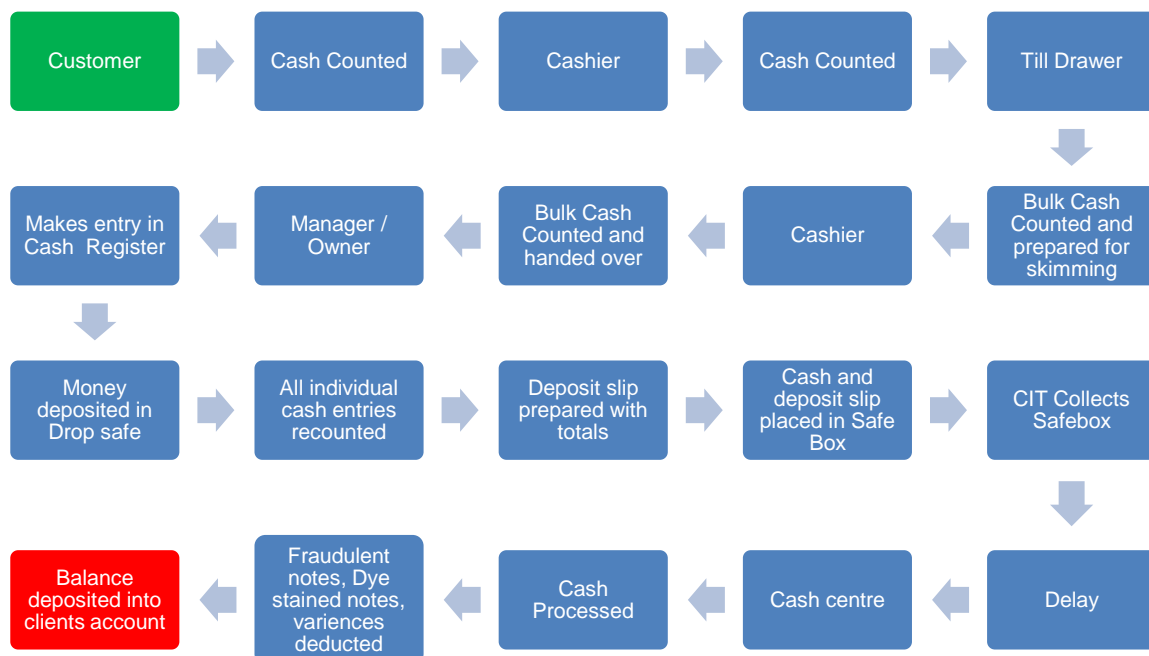 Customer
Cash Counted
Cashier
Cash Counted
Till Drawer
Bulk Cash
Counted and
prepared for
skimming
Cashier
Bulk Cash
Counted and
handed over
Manager /
Owner
Makes entry in
Cash Register
Money
deposited in
Drop safe
All individual
cash entries
recounted
Deposit slip
prepared with
totals
Cash and
deposit slip
placed in Safe
Box
CIT Collects
Safebox
Delay
Cash centre
Cash
Processed
Fraudulent
notes, Dye
stained notes,
variences
deducted
Balance
deposited into
clients account